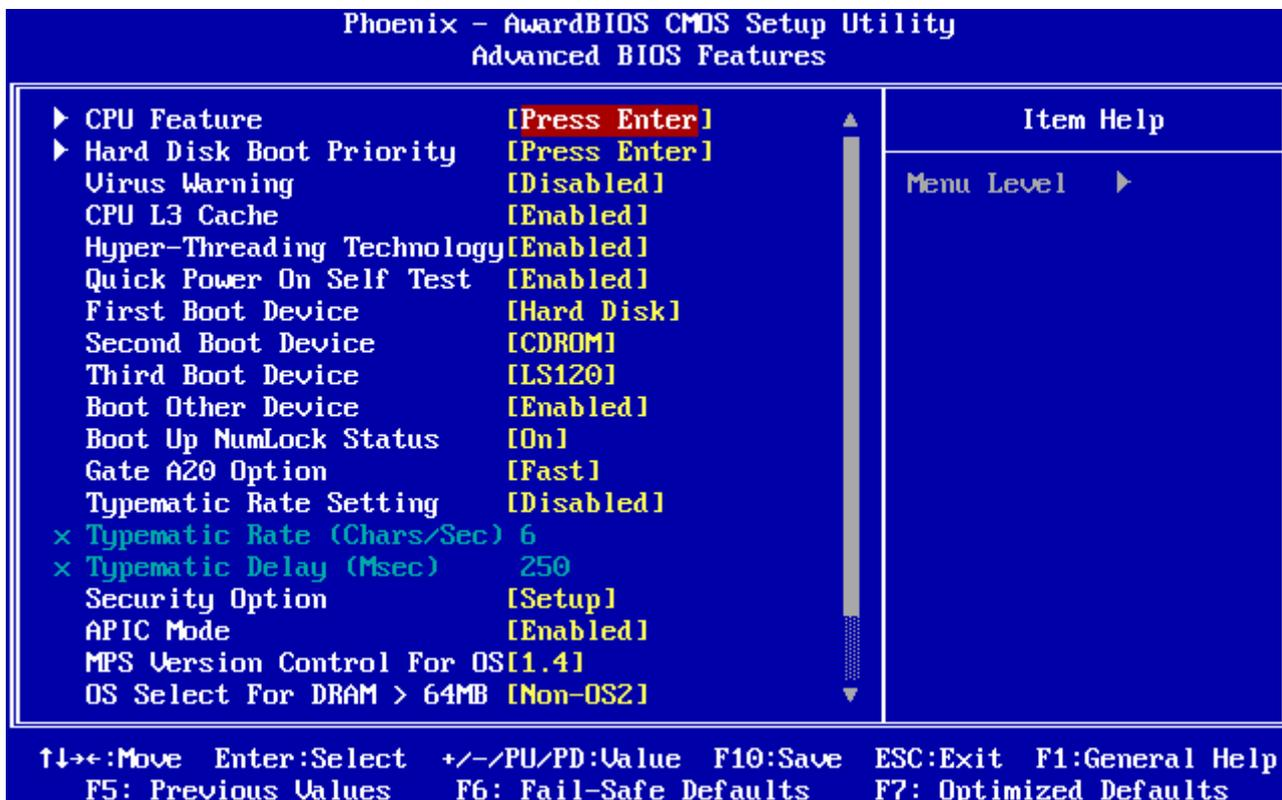 Phoenix - AwardBIOS CMOS Setup Utility
Advanced BIOS Features
▶ CPU Feature [Press Enter]
▶ Hard Disk Boot Priority [Press Enter]
Virus Warning [Disabled]
CPU L3 Cache [Enabled]
Hyper-Threading Technology[Enabled]
Quick Power On Self Test [Enabled]
First Boot Device [Hard Disk]
Second Boot Device [CDROM]
Third Boot Device [LS120]
Boot Other Device [Enabled]
Boot Up NumLock Status [On]
Gate A20 Option [Fast]
Typematic Rate Setting [Disabled]
x Typematic Rate (Chars/Sec) 6
x Typematic Delay (Msec) 250
Security Option [Setup]
APIC Mode [Enabled]
MPS Version Control For OS[1.4]
OS Select For DRAM > 64MB [Non-OS2]
Item Help
Menu Level ▶
↑↓→←:Move Enter:Select +/-/PU/PD:Value F10:Save ESC:Exit F1:General Help
F5: Previous Values F6: Fail-Safe Defaults F7: Optimized Defaults